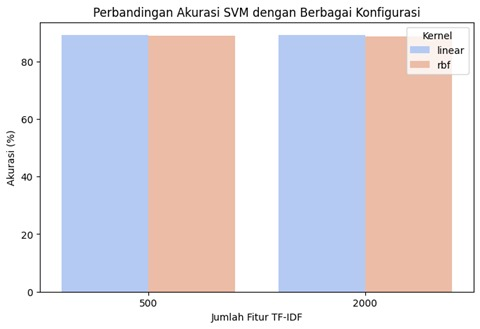 Perbandingan Akurasi SVM dengan Berbagai Konfigurasi
Kernel
linear
rbf
Akurasi (%)
80
60
40
20
0
500
2000
Jumlah Fitur TF-IDF